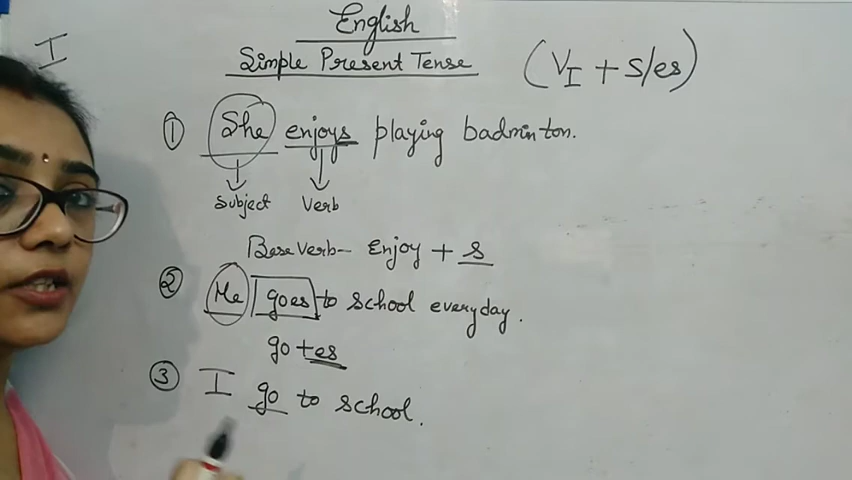 English
I
Simple Present Tense (V I + s/es)
① She enjoys playing badminton.
Subject Verb
Base verb- Enjoy + s
② He goes to school everyday.
go+es
③ I go to school.